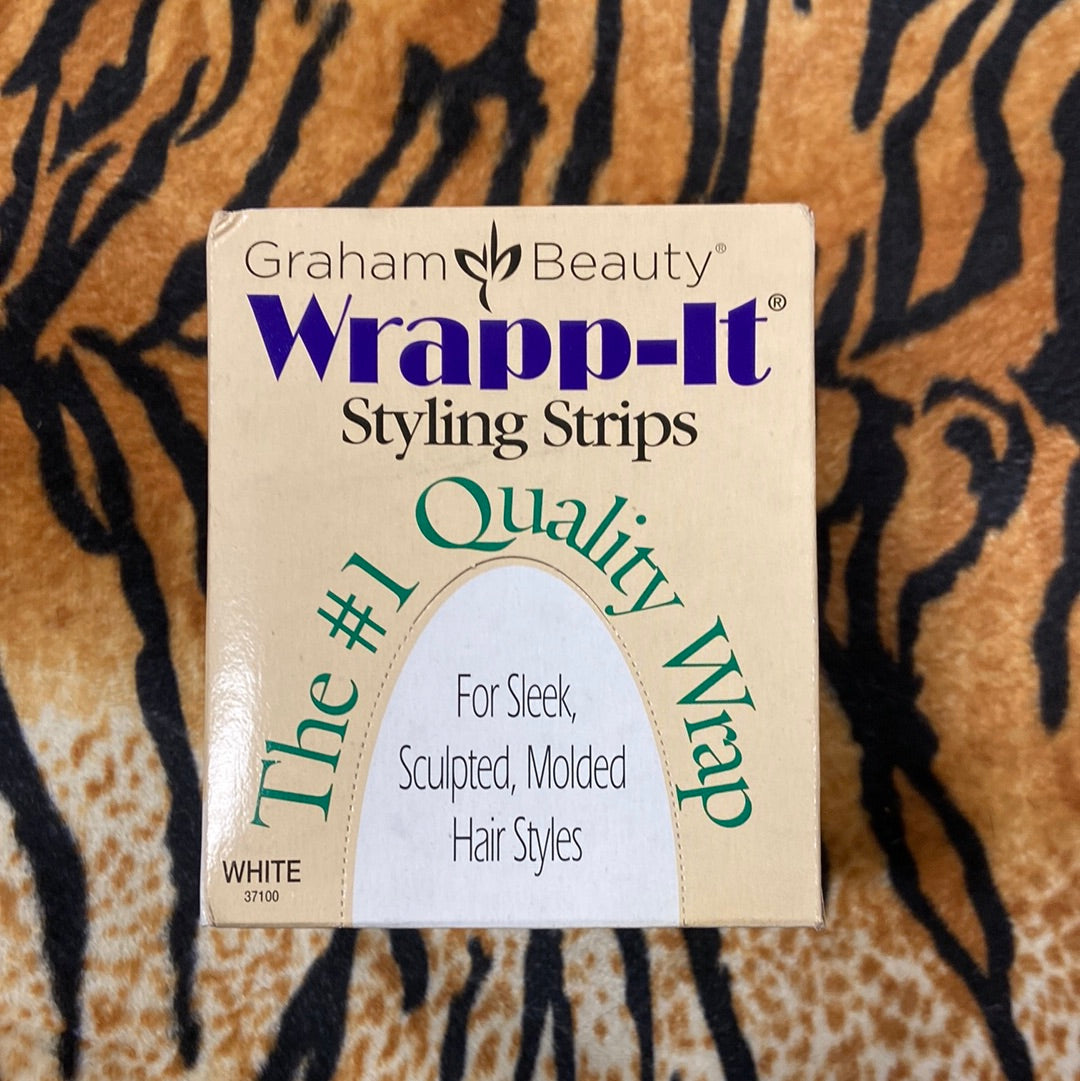 Graham Beauty®
Wrapp-It®
Styling Strips
The #1 Quality Wrap
For Sleek,
Sculpted, Molded
Hair Styles
WHITE
37100